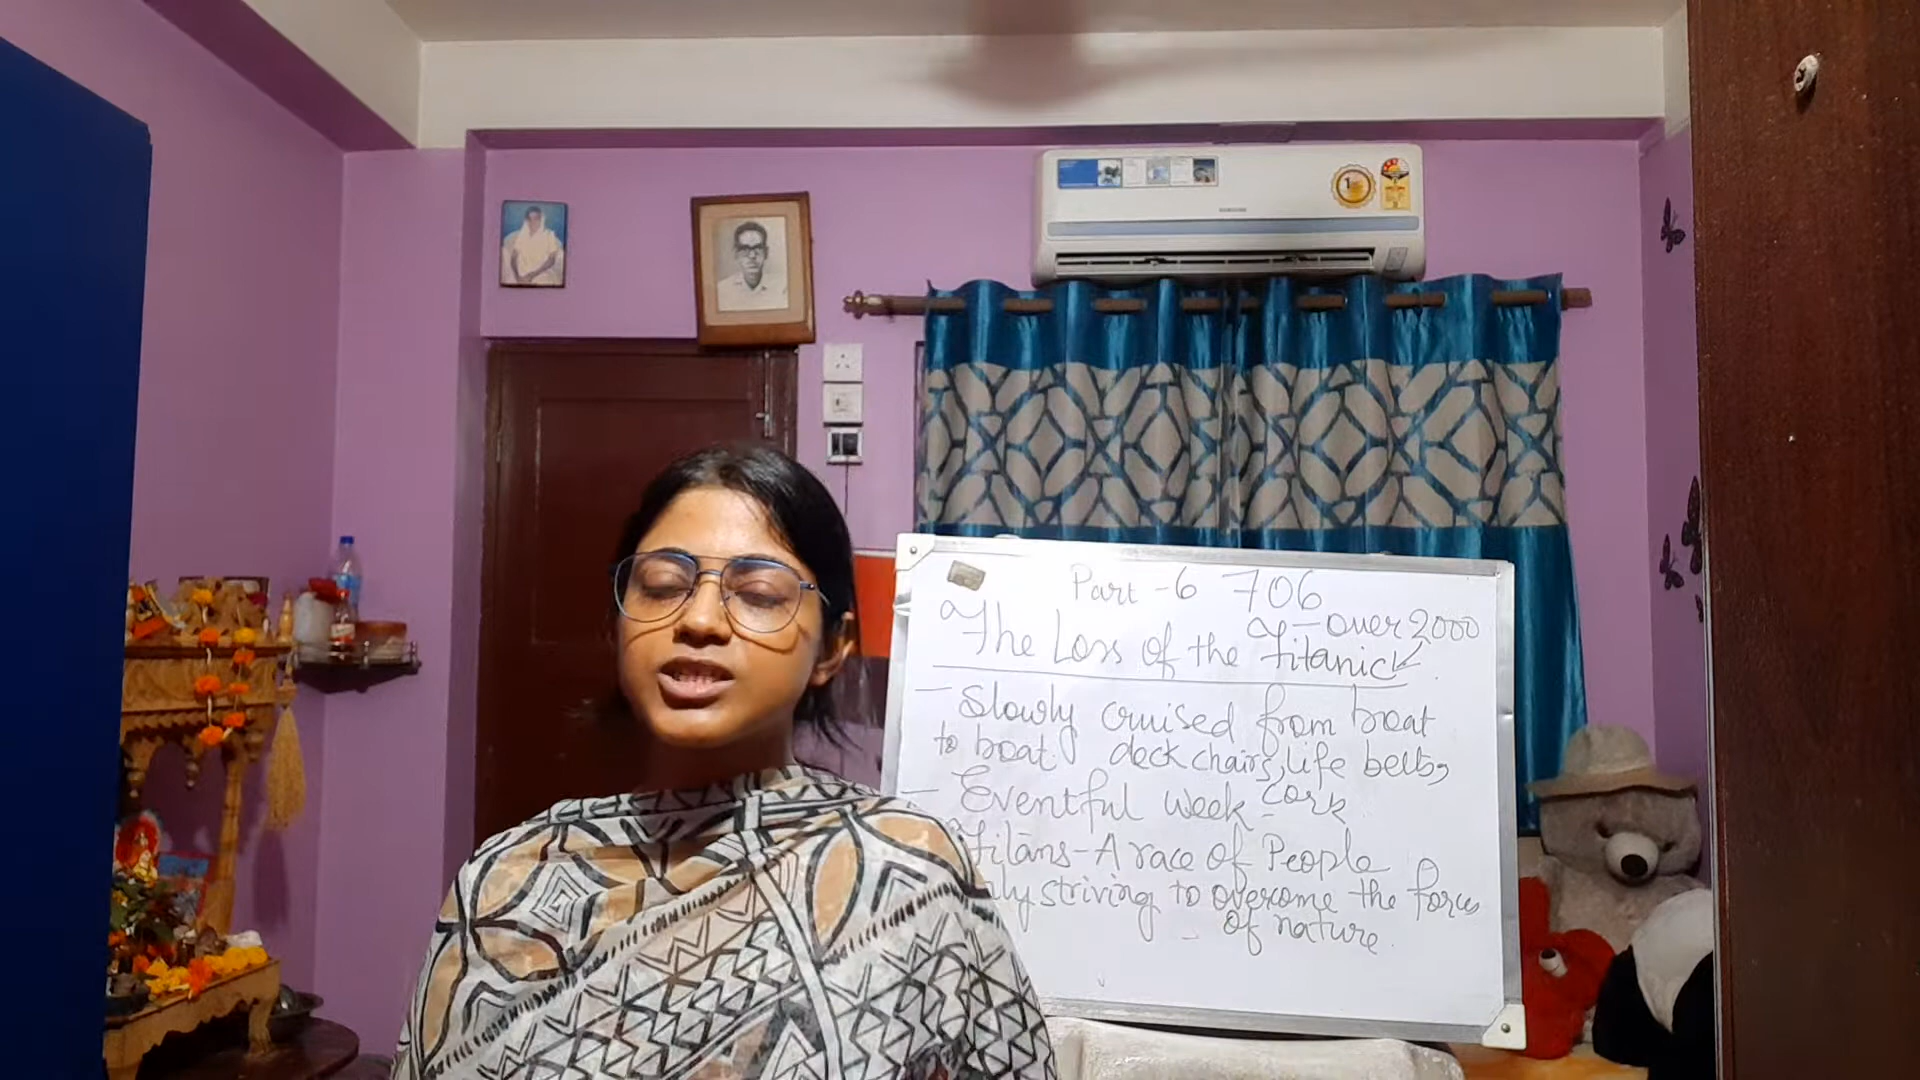 Part - 6 706
- over 2000
The Loss of the Titanic
- Slowly cruised from boat
to boat. deck chairs, life belts,
- Eventful week - cork
Titans - A race of People
striving to overcome the forces
of nature.